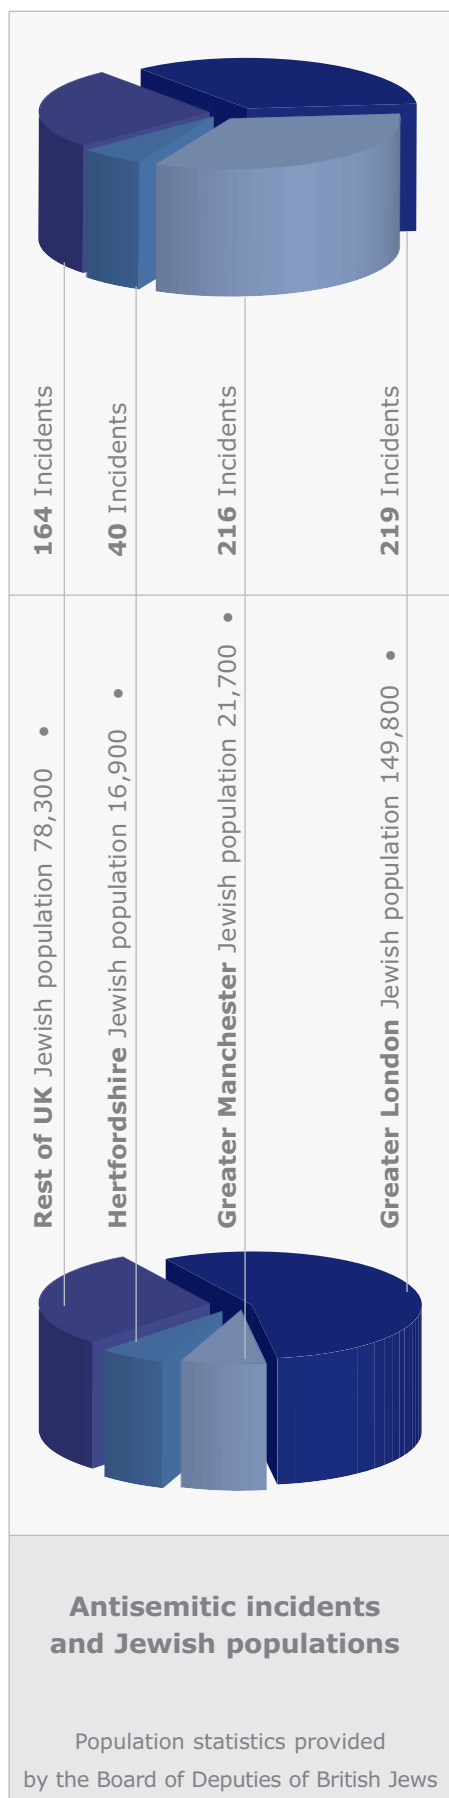 164 Incidents
40 Incidents
216 Incidents
219 Incidents
Rest of UK Jewish population 78,300 •
Hertfordshire Jewish population 16,900 •
Greater Manchester Jewish population 21,700 •
Greater London Jewish population 149,800 •
Antisemitic incidents
and Jewish populations
Population statistics provided
by the Board of Deputies of British Jews